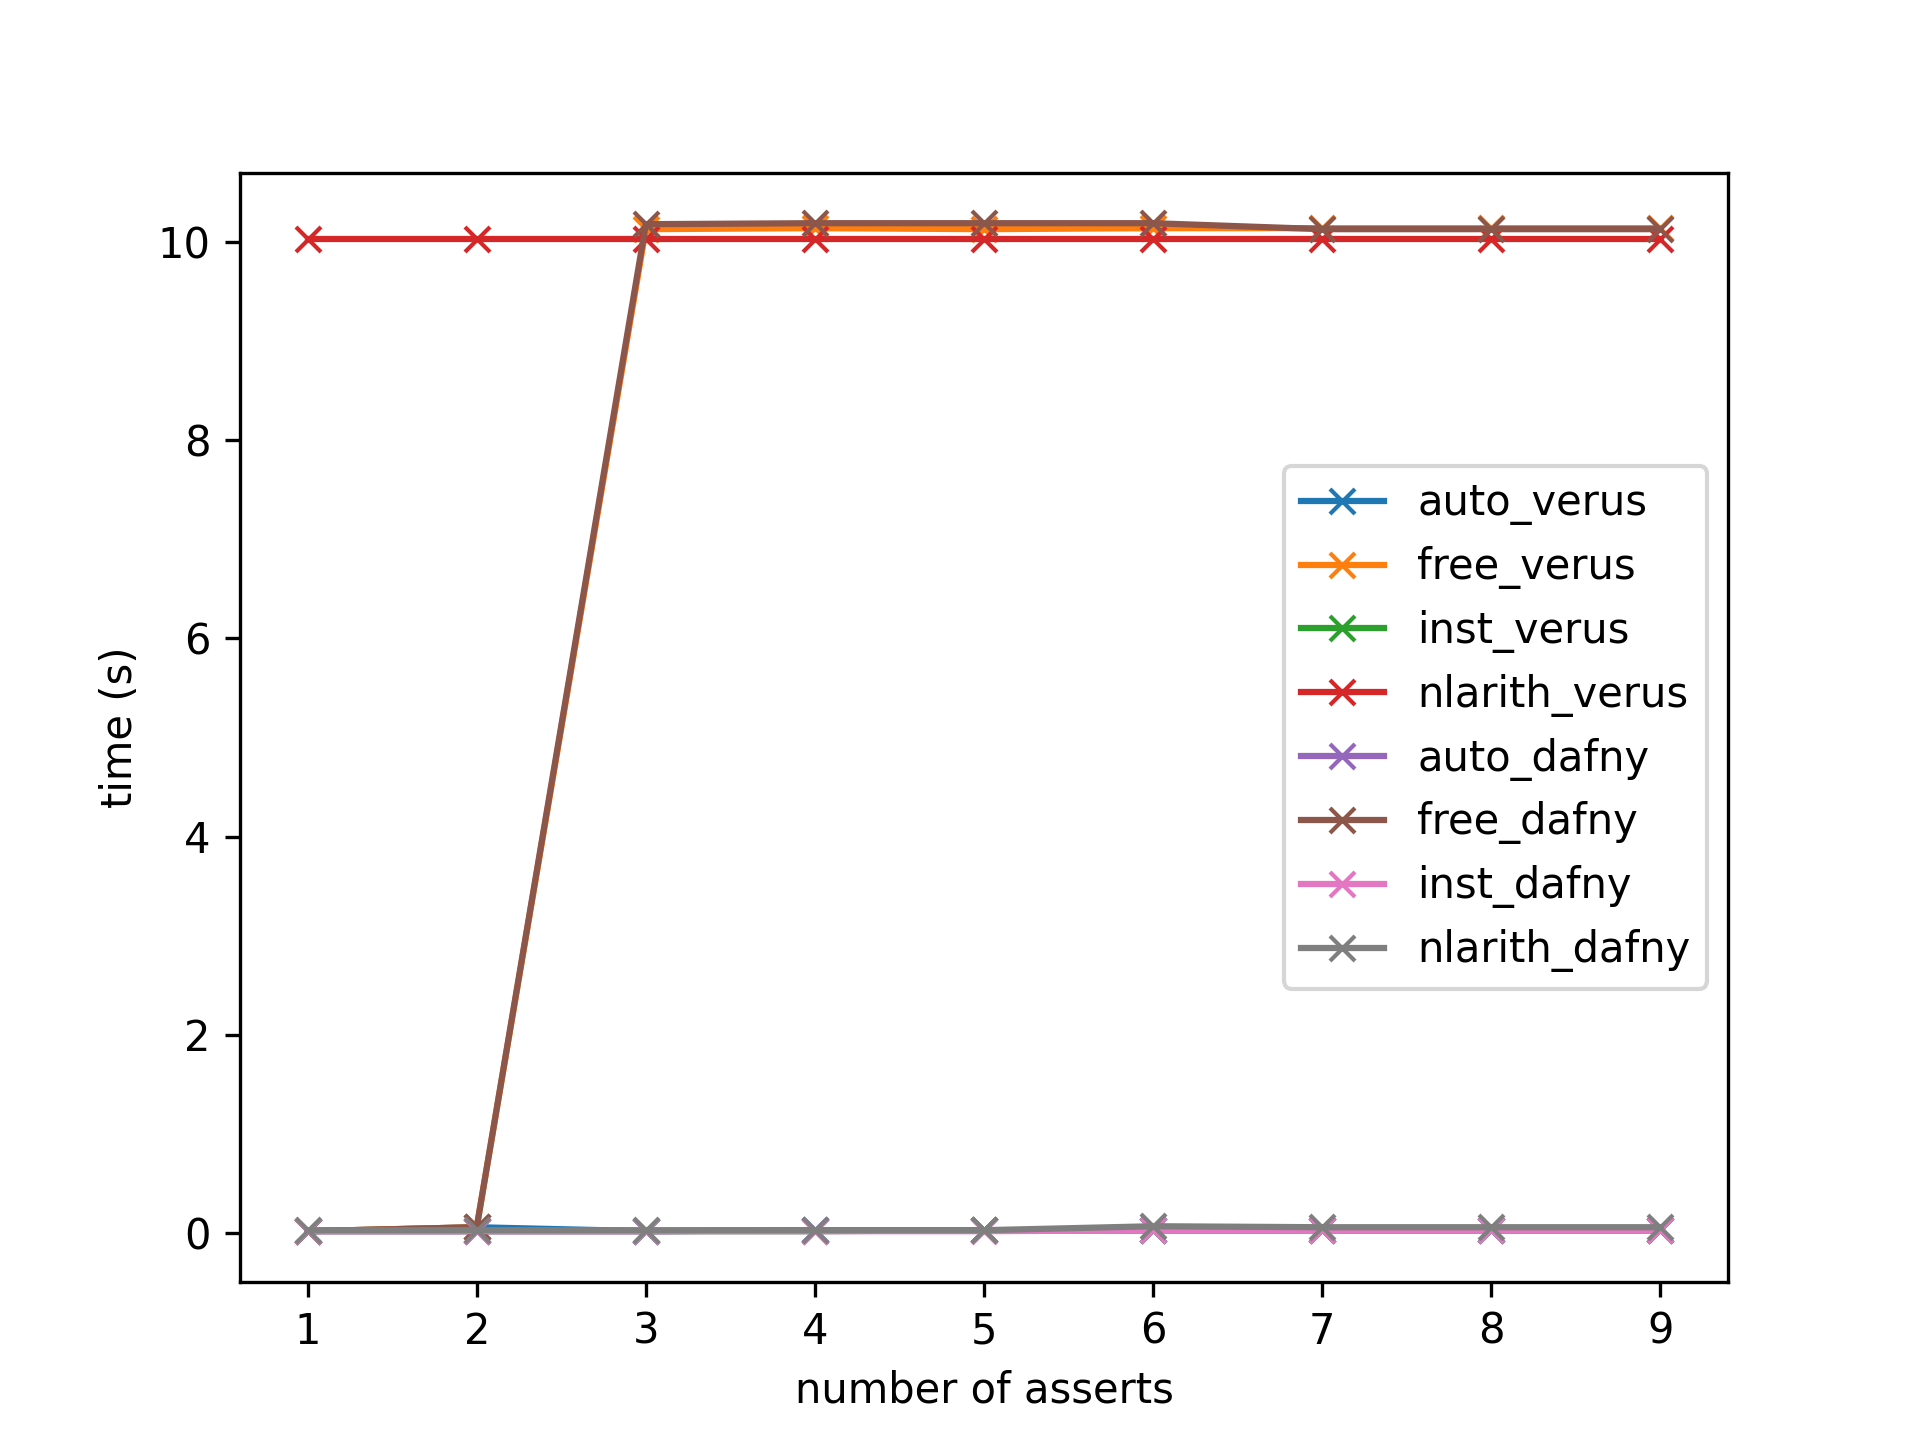 10
8
6
4
2
0
time (s)
auto_verus
free_verus
inst_verus
nlarith_verus
auto_dafny
free_dafny
inst_dafny
nlarith_dafny
1 2 3 4 5 6 7 8 9
number of asserts